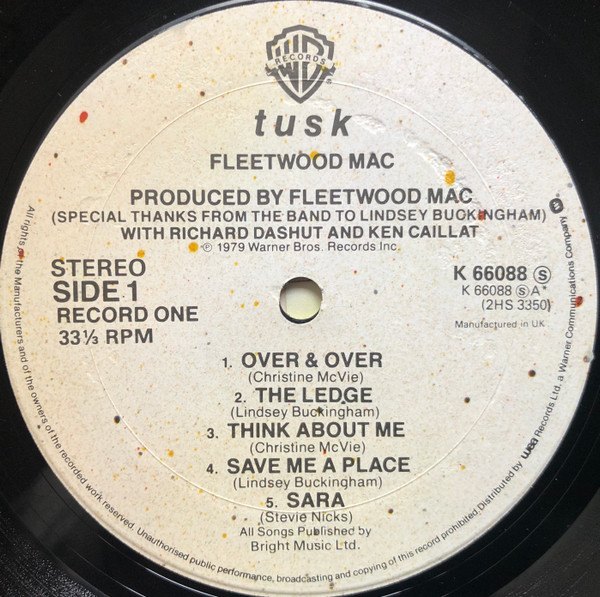 WB
RECORDS
tusk
FLEETWOOD MAC
PRODUCED BY FLEETWOOD MAC
(SPECIAL THANKS FROM THE BAND TO LINDSEY BUCKINGHAM)
WITH RICHARD DASHUT AND KEN CAILLAT
℗ 1979 Warner Bros. Records Inc.
STEREO
SIDE 1
RECORD ONE
33⅓ RPM
K 66088 Ⓢ
K 66088 Ⓢ A*
(2HS 3350)
Manufactured in UK
1. OVER & OVER
(Christine McVie)
2. THE LEDGE
(Lindsey Buckingham)
3. THINK ABOUT ME
(Christine McVie)
4. SAVE ME A PLACE
(Lindsey Buckingham)
5. SARA
(Stevie Nicks)
All Songs Published by
Bright Music Ltd.
All rights of the Manufacturers and of the owners of the recorded work reserved. Unauthorised public performance, broadcasting and copying of this record prohibited. Distributed by wea Records Ltd. a Warner Communications Company